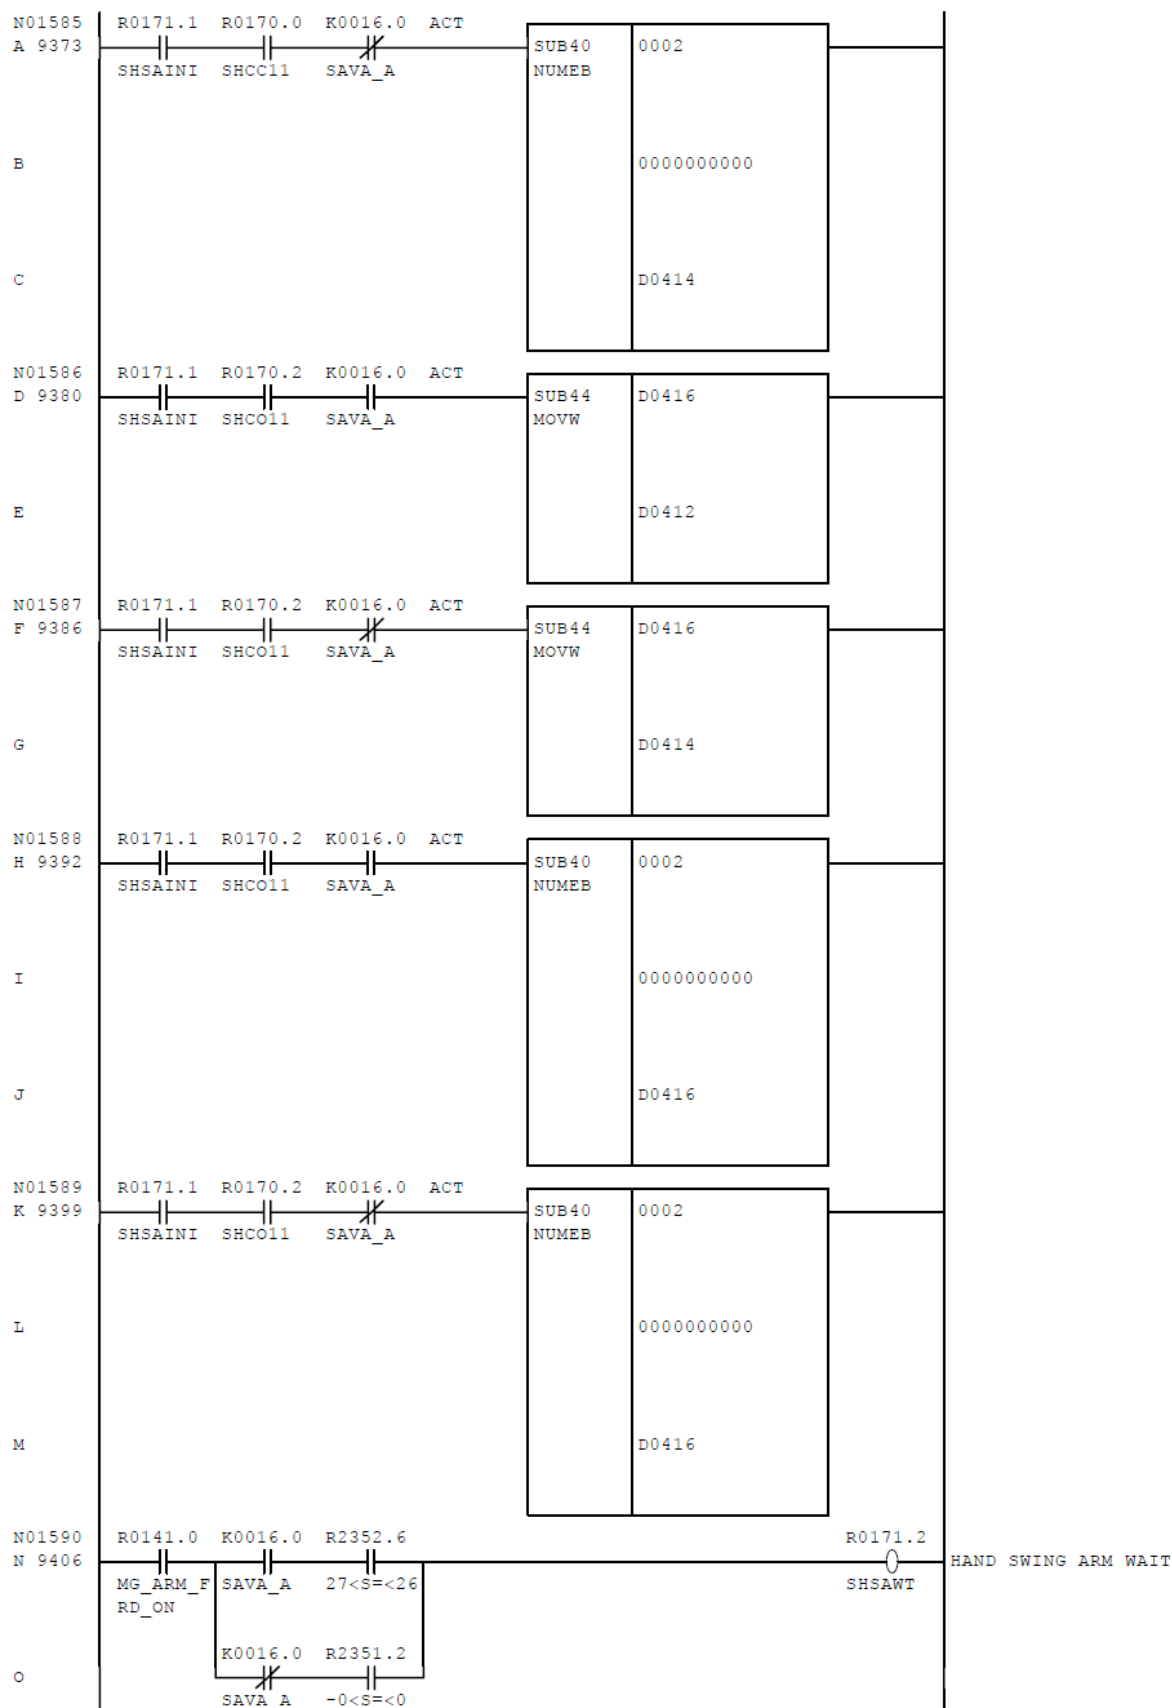 N01585 R0171.1 R0170.0 K0016.0 ACT
A 9373 SUB40 0002
SHSAINI SHCC11 SAVA_A NUMEB
B 0000000000
C D0414
N01586 R0171.1 R0170.2 K0016.0 ACT
D 9380 SUB44 D0416
SHSAINI SHCO11 SAVA_A MOVW
E D0412
N01587 R0171.1 R0170.2 K0016.0 ACT
F 9386 SUB44 D0416
SHSAINI SHCO11 SAVA_A MOVW
G D0414
N01588 R0171.1 R0170.2 K0016.0 ACT
H 9392 SUB40 0002
SHSAINI SHCO11 SAVA_A NUMEB
I 0000000000
J D0416
N01589 R0171.1 R0170.2 K0016.0 ACT
K 9399 SUB40 0002
SHSAINI SHCO11 SAVA_A NUMEB
L 0000000000
M D0416
N01590 R0141.0 K0016.0 R2352.6 R0171.2
N 9406 HAND SWING ARM WAIT
MG_ARM_F SAVA_A 27<S=<26 SHSAWT
RD_ON
K0016.0 R2351.2
O
SAVA_A -0<S=<0